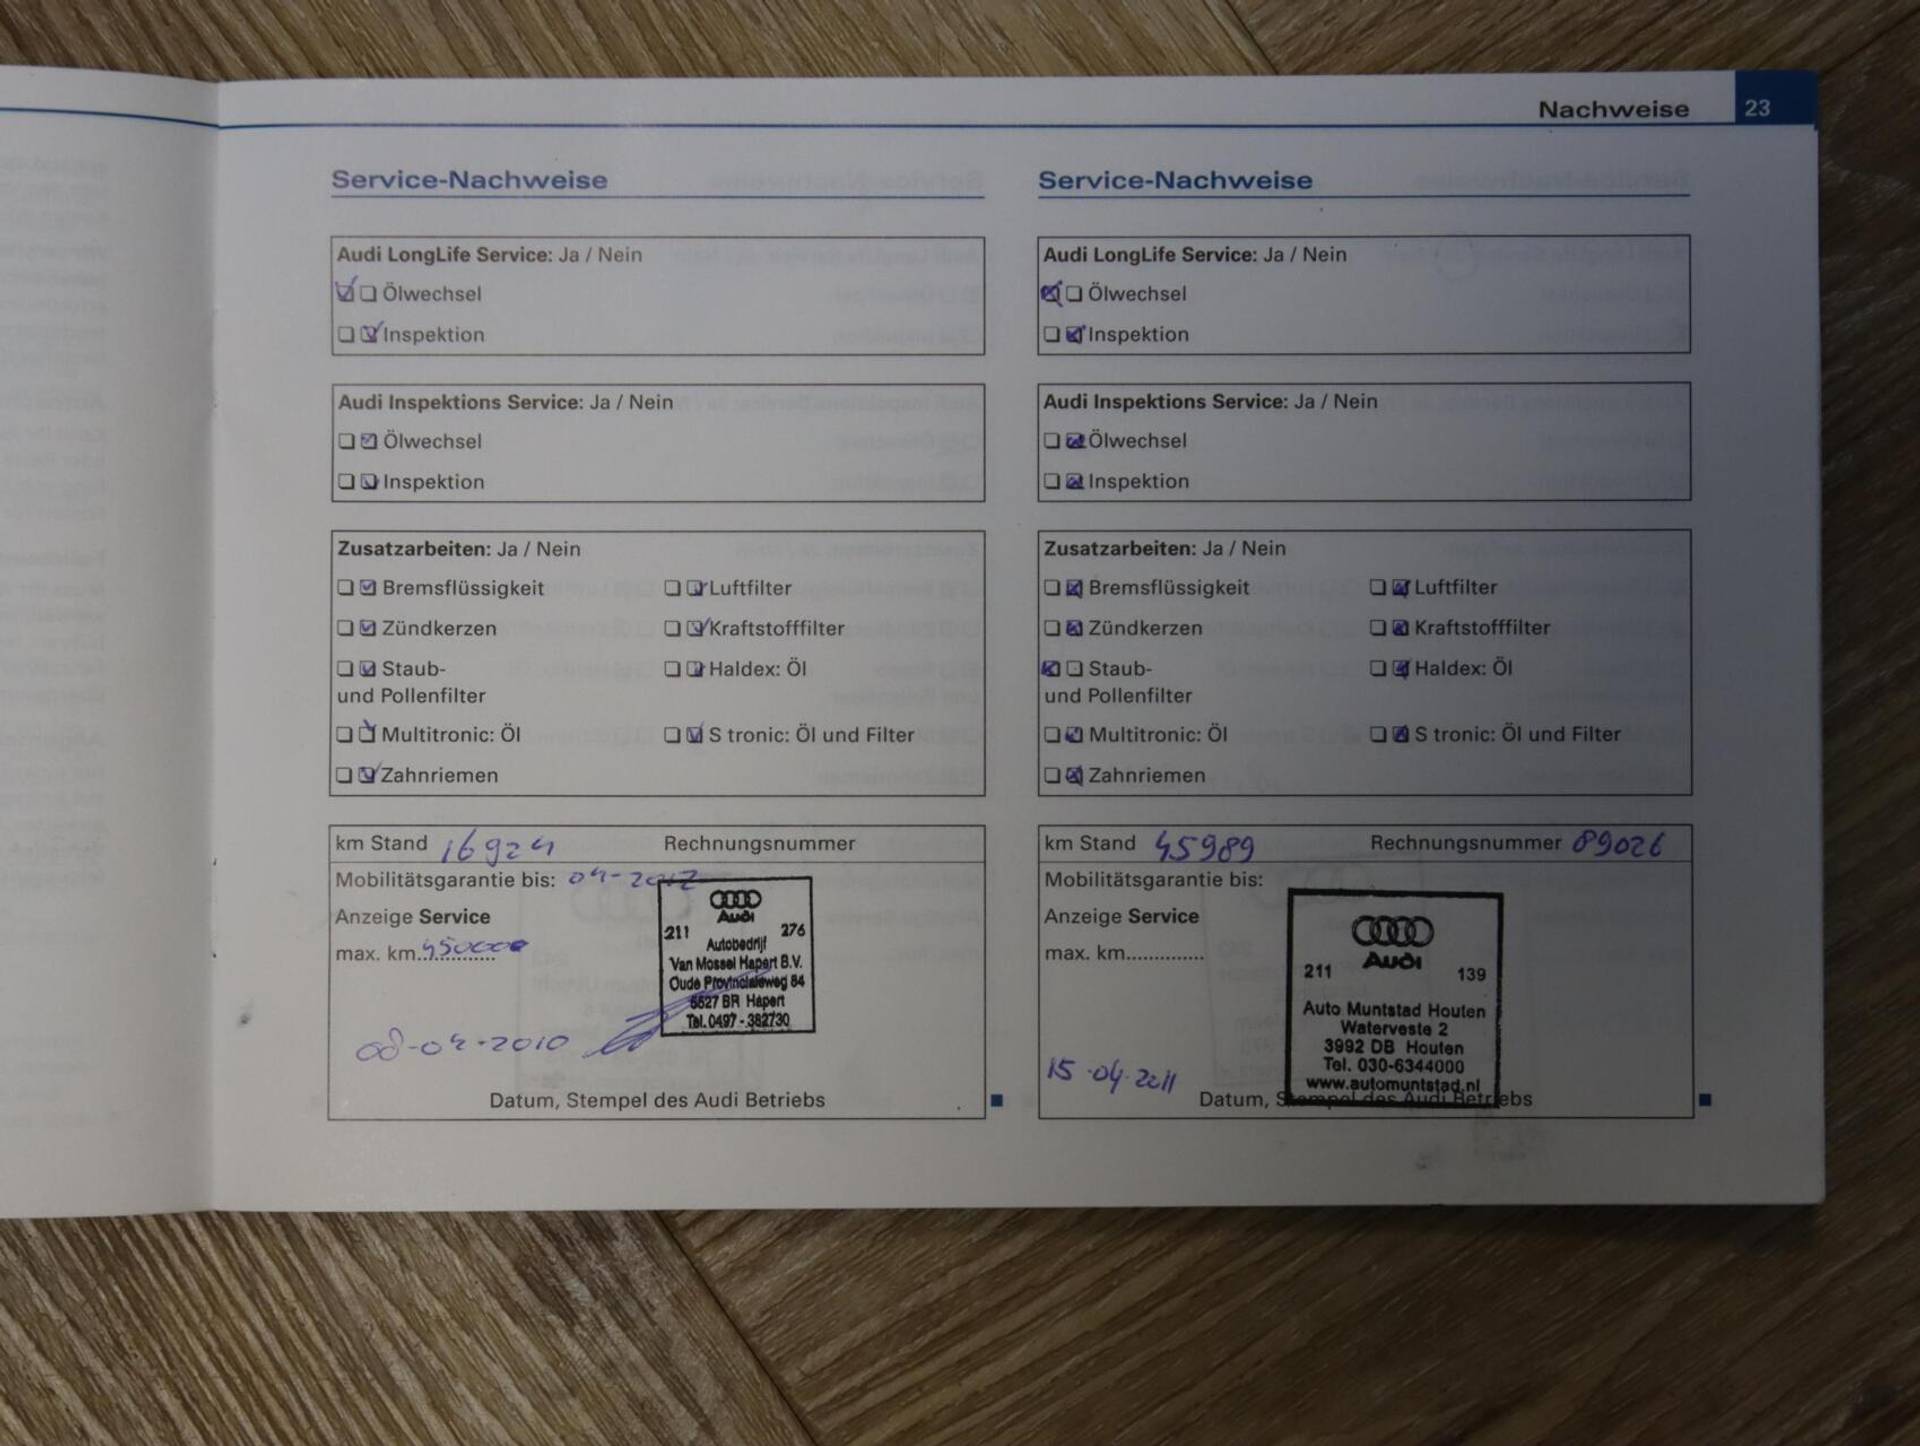 Nachweise 23
Service-Nachweise
Audi LongLife Service: Ja / Nein
Ölwechsel
Inspektion
Audi Inspektions Service: Ja / Nein
Ölwechsel
Inspektion
Zusatzarbeiten: Ja / Nein
Bremsflüssigkeit Luftfilter
Zündkerzen Kraftstofffilter
Staub- Haldex: Öl
und Pollenfilter
Multitronic: Öl S tronic: Öl und Filter
Zahnriemen
km Stand 16924 Rechnungsnummer
Mobilitätsgarantie bis: 04-2012
Anzeige Service
max. km..............
Audi
211 276
Autobedrijf
Van Mossel Hapert B.V.
Oude Provincialeweg 84
5527 BR Hapert
Tel. 0497-382730
08-04-2010
Datum, Stempel des Audi Betriebs
Service-Nachweise
Audi LongLife Service: Ja / Nein
Ölwechsel
Inspektion
Audi Inspektions Service: Ja / Nein
Ölwechsel
Inspektion
Zusatzarbeiten: Ja / Nein
Bremsflüssigkeit Luftfilter
Zündkerzen Kraftstofffilter
Staub- Haldex: Öl
und Pollenfilter
Multitronic: Öl S tronic: Öl und Filter
Zahnriemen
km Stand 45989 Rechnungsnummer 89026
Mobilitätsgarantie bis:
Anzeige Service
max. km..............
Audi
211 139
Auto Muntstad Houten
Waterveste 2
3992 DB Houten
Tel. 030-6344000
www.automuntstad.nl
15-04-2011
Datum, Stempel des Audi Betriebs